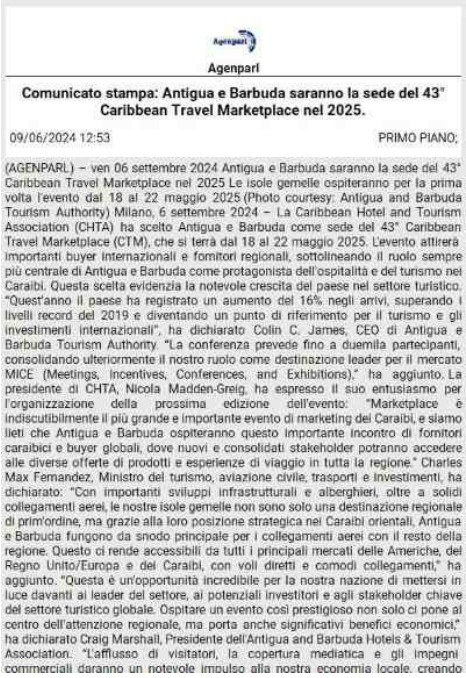 Agenparl
Agenparl
Comunicato stampa: Antigua e Barbuda saranno la sede del 43°
Caribbean Travel Marketplace nel 2025.
09/06/2024 12:53 PRIMO PIANO;
(AGENPARL) – ven 06 settembre 2024 Antigua e Barbuda saranno la sede del 43°
Caribbean Travel Marketplace nel 2025 Le isole gemelle ospiteranno per la prima
volta l'evento dal 18 al 22 maggio 2025 (Photo courtesy: Antigua and Barbuda
Tourism Authority) Milano, 6 settembre 2024 – La Caribbean Hotel and Tourism
Association (CHTA) ha scelto Antigua e Barbuda come sede del 43° Caribbean
Travel Marketplace (CTM), che si terrà dal 18 al 22 maggio 2025. L'evento attirerà
importanti buyer internazionali e fornitori regionali, sottolineando il ruolo sempre
più centrale di Antigua e Barbuda come protagonista dell'ospitalità e del turismo nei
Caraibi. Questa scelta evidenzia la notevole crescita del paese nel settore turistico.
"Quest'anno il paese ha registrato un aumento del 16% negli arrivi, superando i
livelli record del 2019 e diventando un punto di riferimento per il turismo e gli
investimenti internazionali", ha dichiarato Colin C. James, CEO di Antigua e
Barbuda Tourism Authority. "La conferenza prevede fino a duemila partecipanti,
consolidando ulteriormente il nostro ruolo come destinazione leader per il mercato
MICE (Meetings, Incentives, Conferences, and Exhibitions)," ha aggiunto. La
presidente di CHTA, Nicola Madden-Greig, ha espresso il suo entusiasmo per
l'organizzazione della prossima edizione dell'evento: "Marketplace è
indiscutibilmente il più grande e importante evento di marketing dei Caraibi, e siamo
lieti che Antigua e Barbuda ospiteranno questo importante incontro di fornitori
caraibici e buyer globali, dove nuovi e consolidati stakeholder potranno accedere
alle diverse offerte di prodotti e esperienze di viaggio in tutta la regione." Charles
Max Fernandez, Ministro del turismo, aviazione civile, trasporti e investimenti, ha
dichiarato: "Con importanti sviluppi infrastrutturali e alberghieri, oltre a solidi
collegamenti aerei, le nostre isole gemelle non sono solo una destinazione regionale
di prim'ordine, ma grazie alla loro posizione strategica nei Caraibi orientali, Antigua
e Barbuda fungono da snodo principale per i collegamenti aerei con il resto della
regione. Questo ci rende accessibili da tutti i principali mercati delle Americhe, del
Regno Unito/Europa e dei Caraibi, con voli diretti e comodi collegamenti," ha
aggiunto. "Questa è un'opportunità incredibile per la nostra nazione di mettersi in
luce davanti ai leader del settore, ai potenziali investitori e agli stakeholder chiave
del settore turistico globale. Ospitare un evento così prestigioso non solo ci pone al
centro dell'attenzione regionale, ma porta anche significativi benefici economici,"
ha dichiarato Craig Marshall, Presidente dell'Antigua and Barbuda Hotels & Tourism
Association. "L'afflusso di visitatori, la copertura mediatica e gli impegni
commerciali daranno un notevole impulso alla nostra economia locale, creando